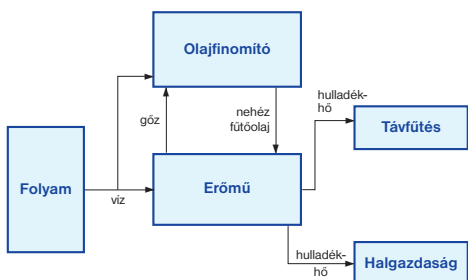 Olajfinomító
hulladék-
hő
gőz
nehéz
fűtőolaj
Távfűtés
Folyam
víz
Erőmű
hulladék-
hő
Halgazdaság